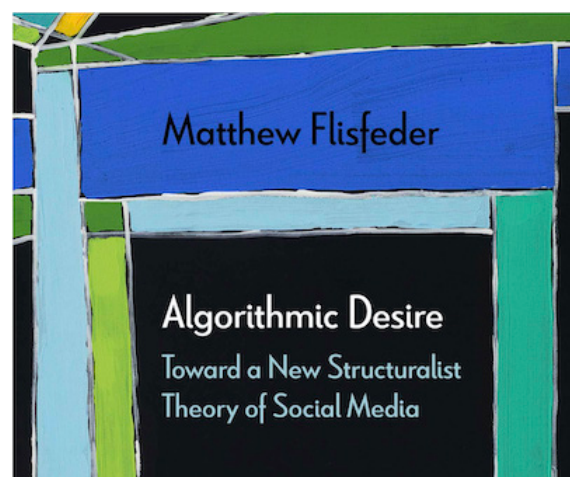 Matthew Flisfeder
Algorithmic Desire
Toward a New Structuralist
Theory of Social Media